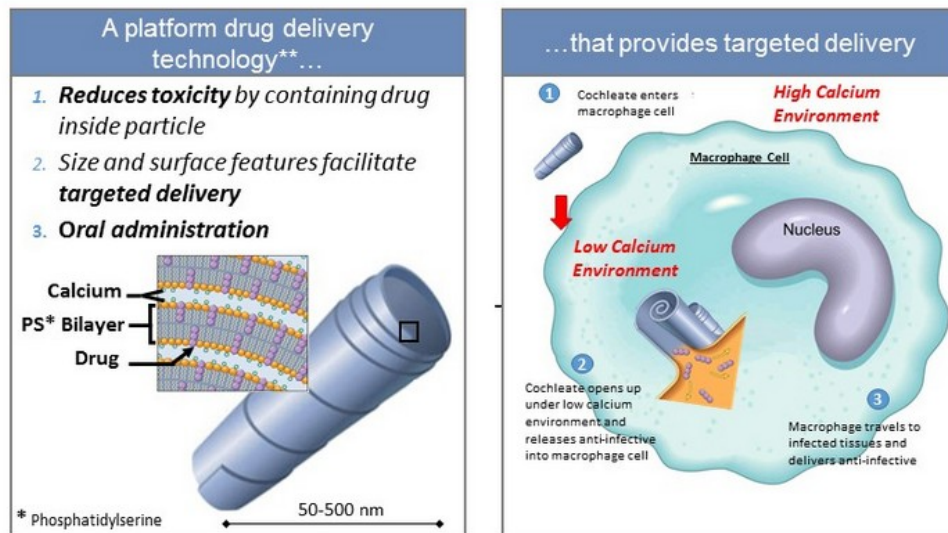 A platform drug delivery
technology**...
1. Reduces toxicity by containing drug
inside particle
2. Size and surface features facilitate
targeted delivery
3. Oral administration
Calcium
PS* Bilayer
Drug
50-500 nm
* Phosphatidylserine
...that provides targeted delivery
1
Cochleate enters
macrophage cell
High Calcium
Environment
Macrophage Cell
Nucleus
Low Calcium
Environment
2
Cochleate opens up
under low calcium
environment and
releases anti-infective
into macrophage cell
3
Macrophage travels to
infected tissues and
delivers anti-infective